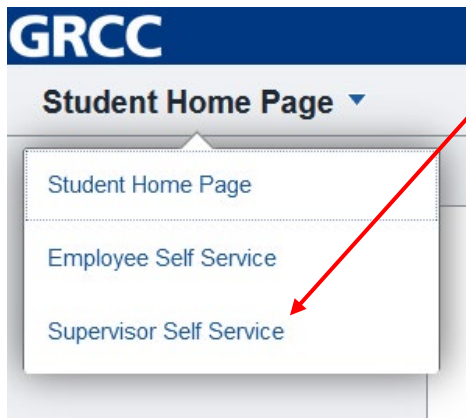 GRCC
Student Home Page
Student Home Page
Employee Self Service
Supervisor Self Service